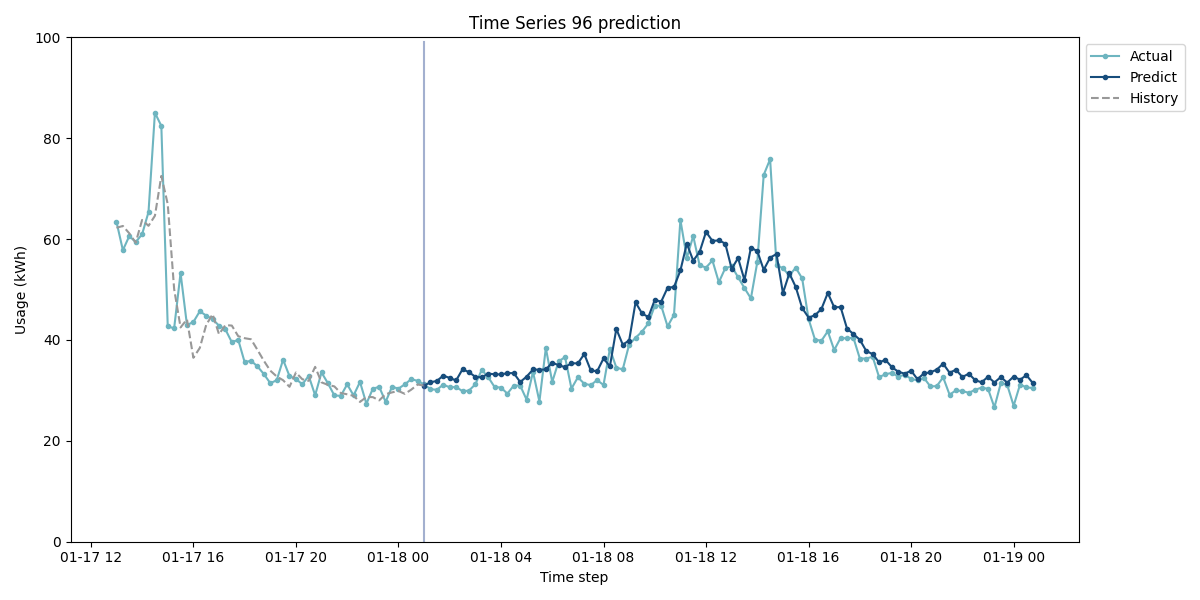 Time Series 96 prediction
Actual
Predict
History
Usage (kWh)
100
80
60
40
20
0
01-17 12
01-17 16
01-17 20
01-18 00
01-18 04
01-18 08
01-18 12
01-18 16
01-18 20
01-19 00
Time step